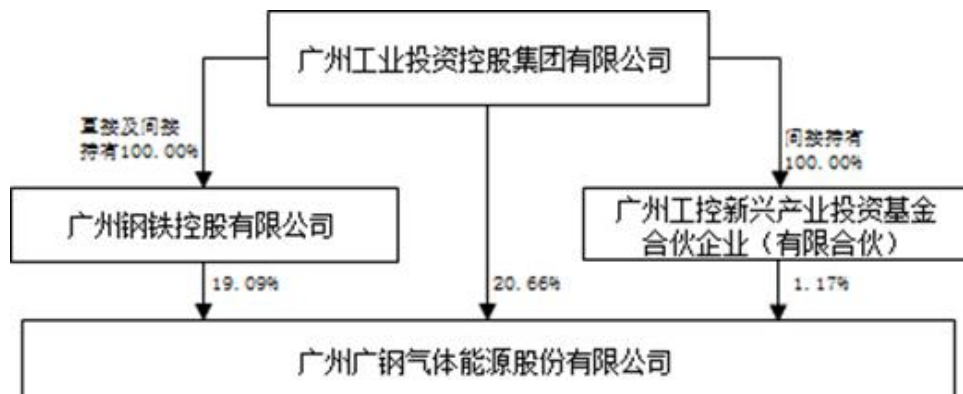 广州工业投资控股集团有限公司
直接及间接
持有100.00%
间接持有
100.00%
广州钢铁控股有限公司
广州工控新兴产业投资基金
合伙企业（有限合伙）
19.09%
20.66%
1.17%
广州广钢气体能源股份有限公司